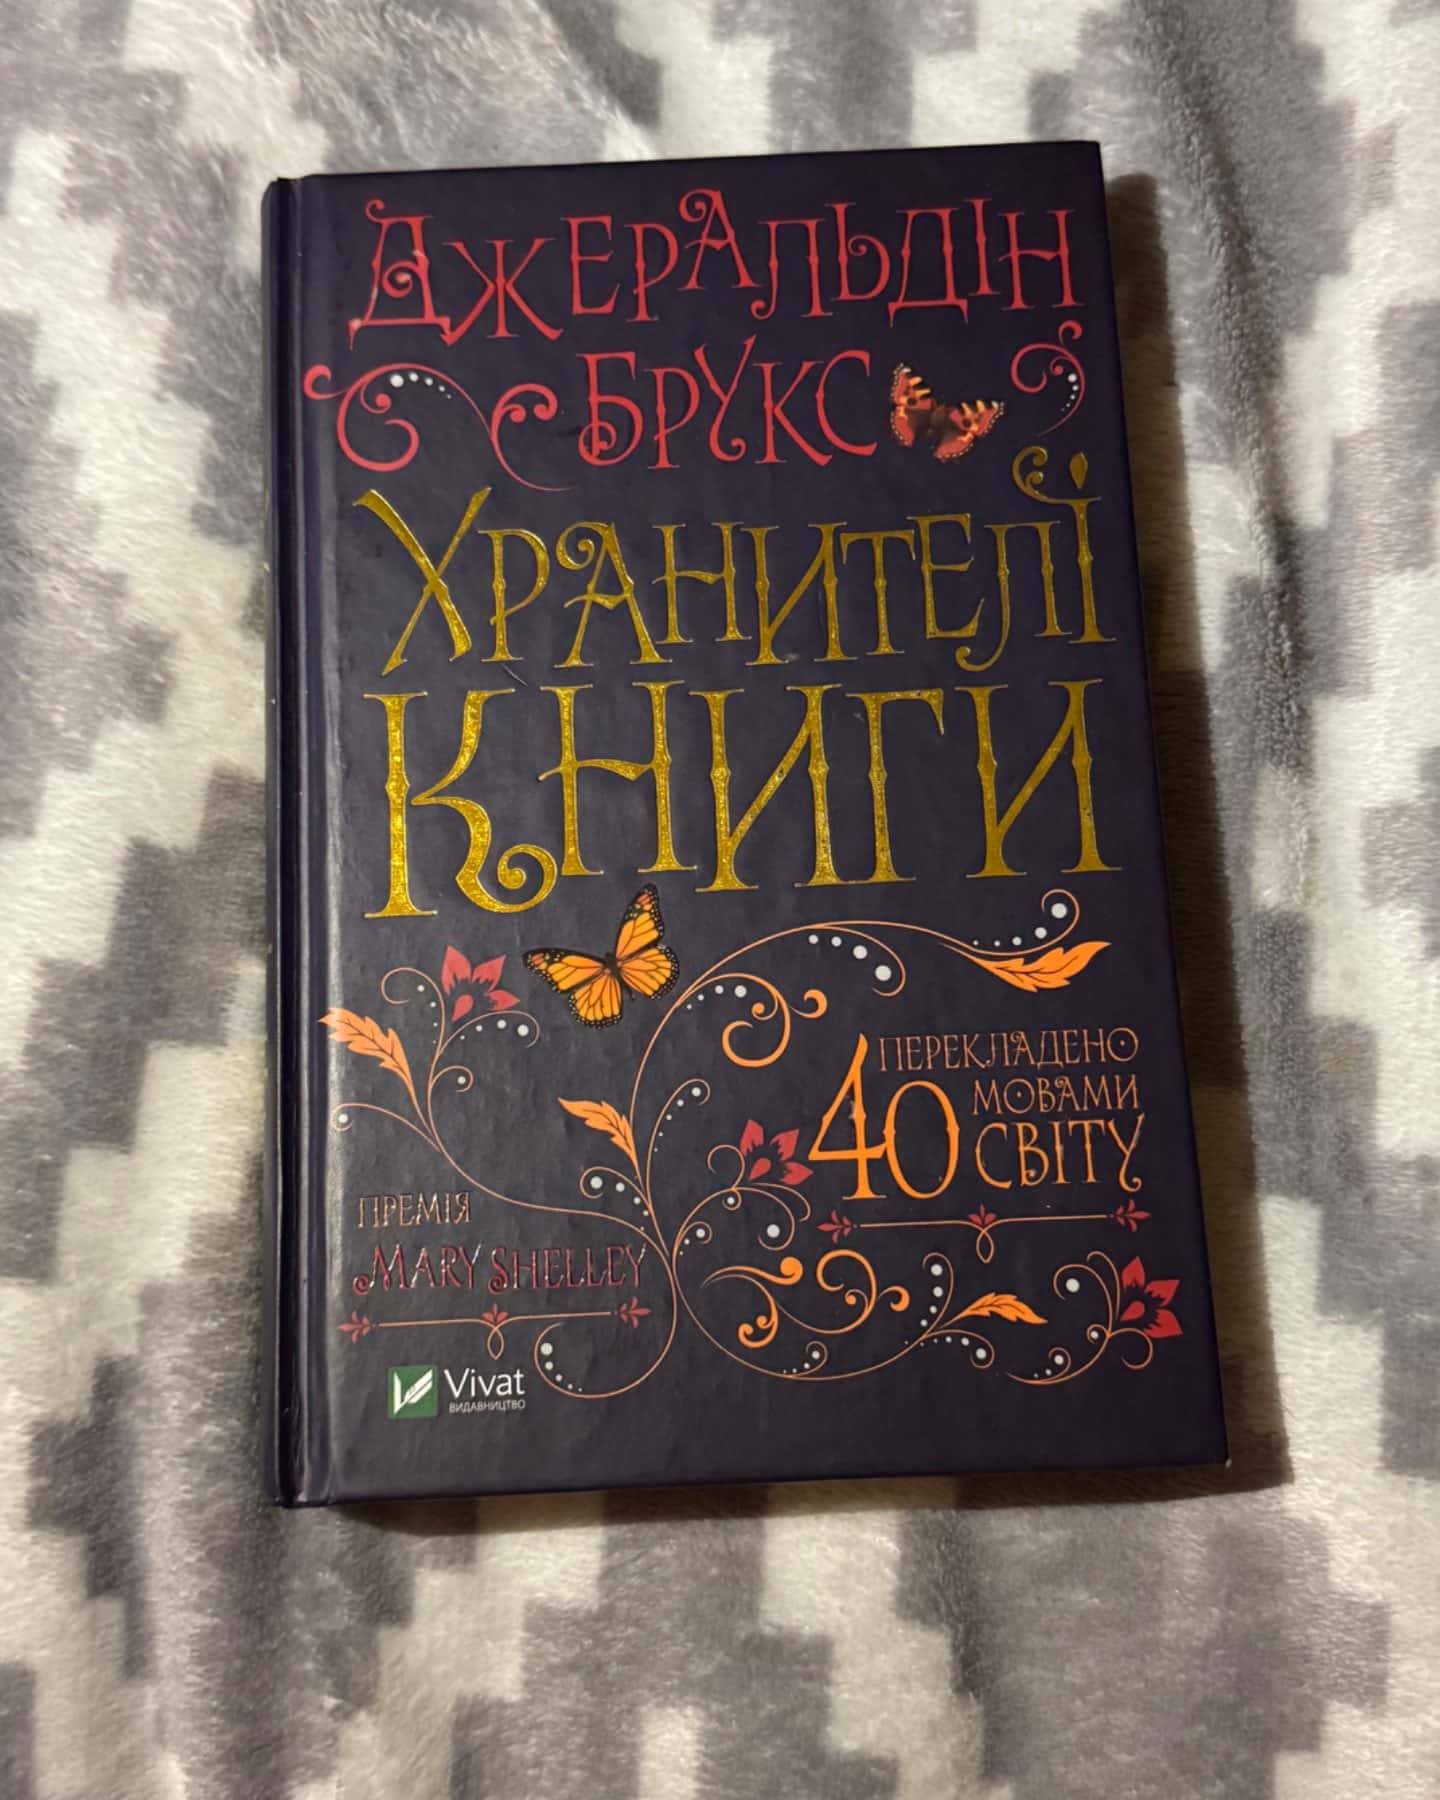 ДЖЕРАЛЬДІН
БРУКС
ХРАНИТЕЛІ
КНИГИ
ПЕРЕКЛАДЕНО
40 МОВАМИ
СВІТУ
ПРЕМІЯ
MARY SHELLEY
Vivat
ВИДАВНИЦТВО